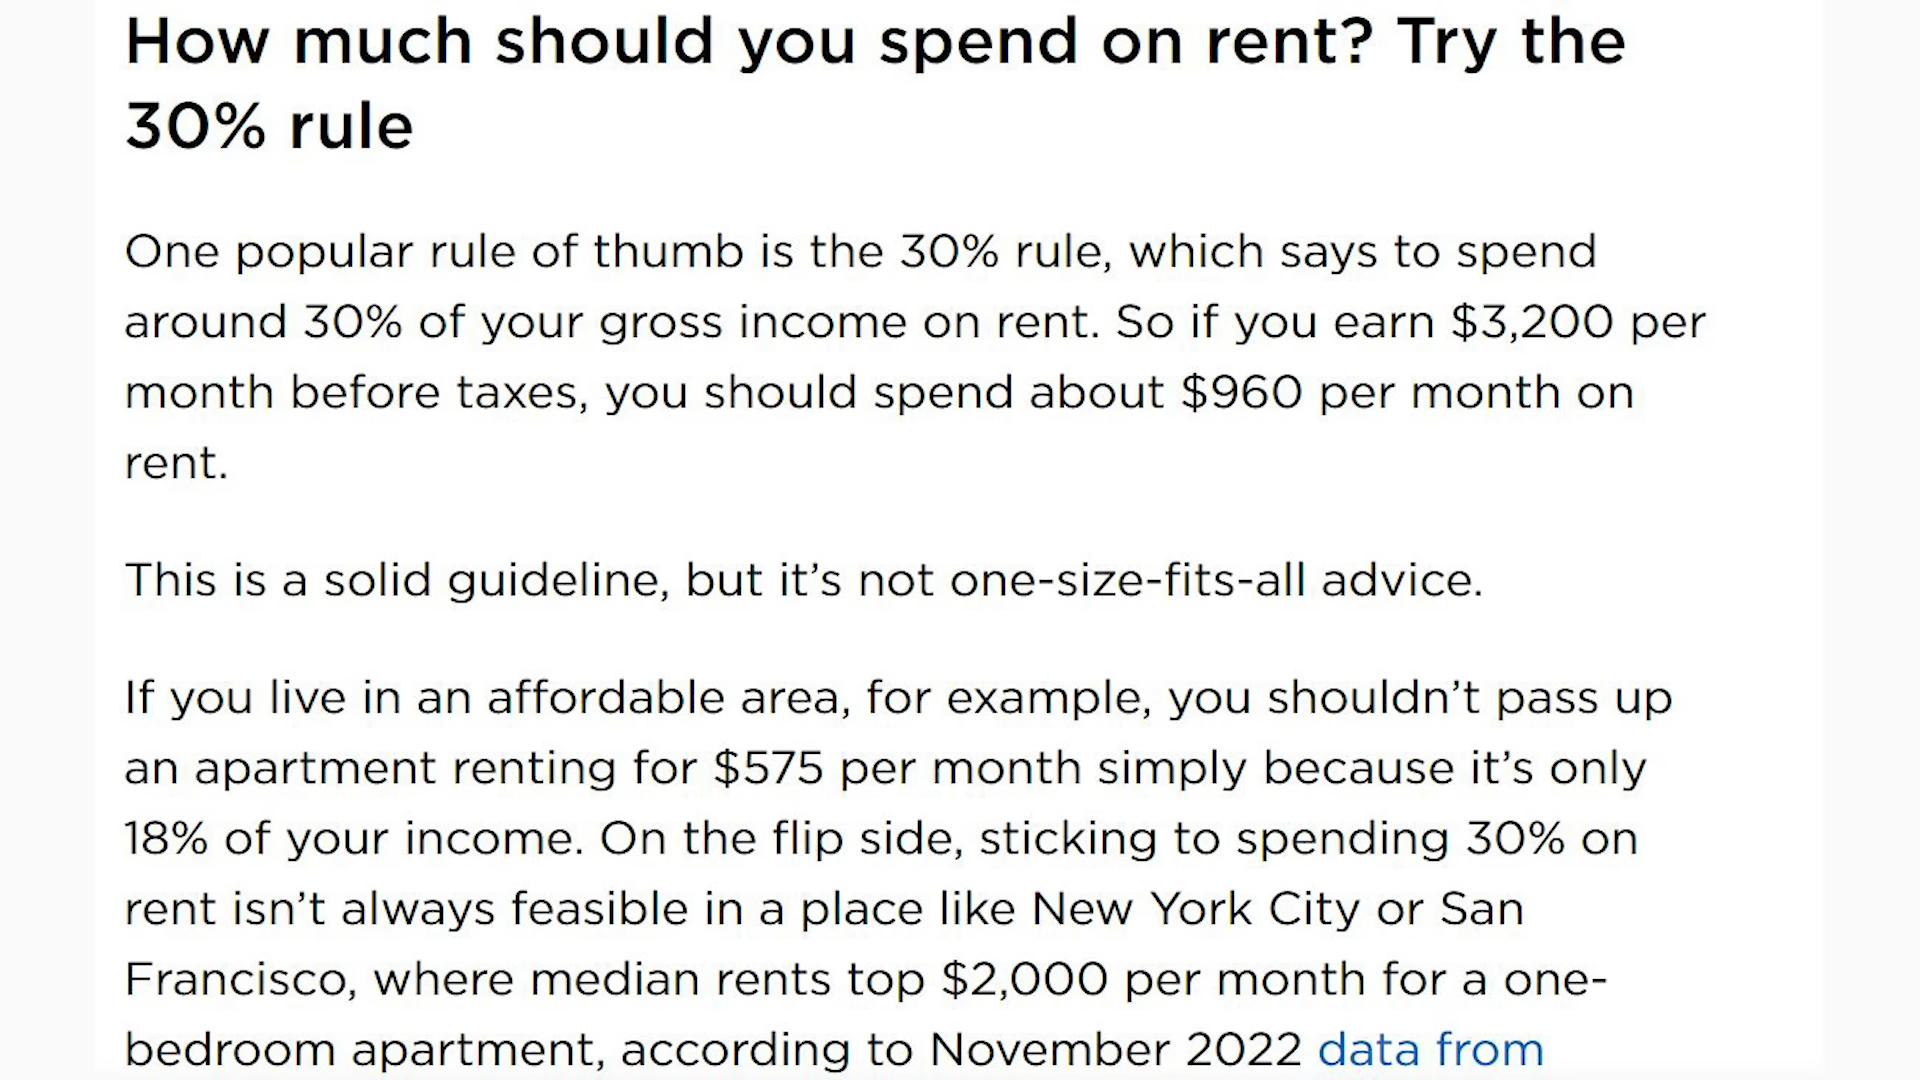 How much should you spend on rent? Try the
30% rule
One popular rule of thumb is the 30% rule, which says to spend
around 30% of your gross income on rent. So if you earn $3,200 per
month before taxes, you should spend about $960 per month on
rent.
This is a solid guideline, but it’s not one-size-fits-all advice.
If you live in an affordable area, for example, you shouldn’t pass up
an apartment renting for $575 per month simply because it’s only
18% of your income. On the flip side, sticking to spending 30% on
rent isn’t always feasible in a place like New York City or San
Francisco, where median rents top $2,000 per month for a one-
bedroom apartment, according to November 2022 data from